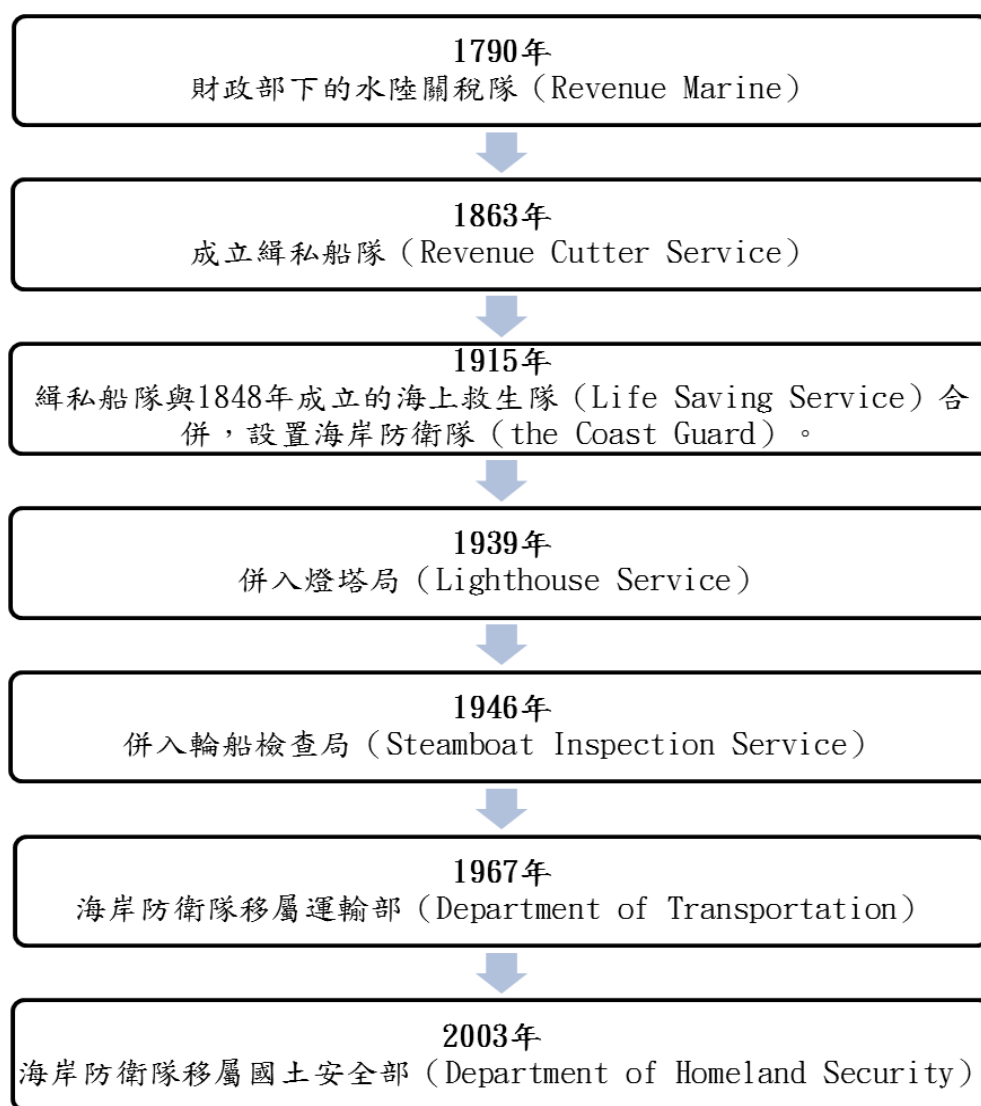 1790年
財政部下的水陸關稅隊（Revenue Marine）
1863年
成立緝私船隊（Revenue Cutter Service）
1915年
緝私船隊與1848年成立的海上救生隊（Life Saving Service）合
併，設置海岸防衛隊（the Coast Guard）。
1939年
併入燈塔局（Lighthouse Service）
1946年
併入輪船檢查局（Steamboat Inspection Service）
1967年
海岸防衛隊移屬運輸部（Department of Transportation）
2003年
海岸防衛隊移屬國土安全部（Department of Homeland Security）